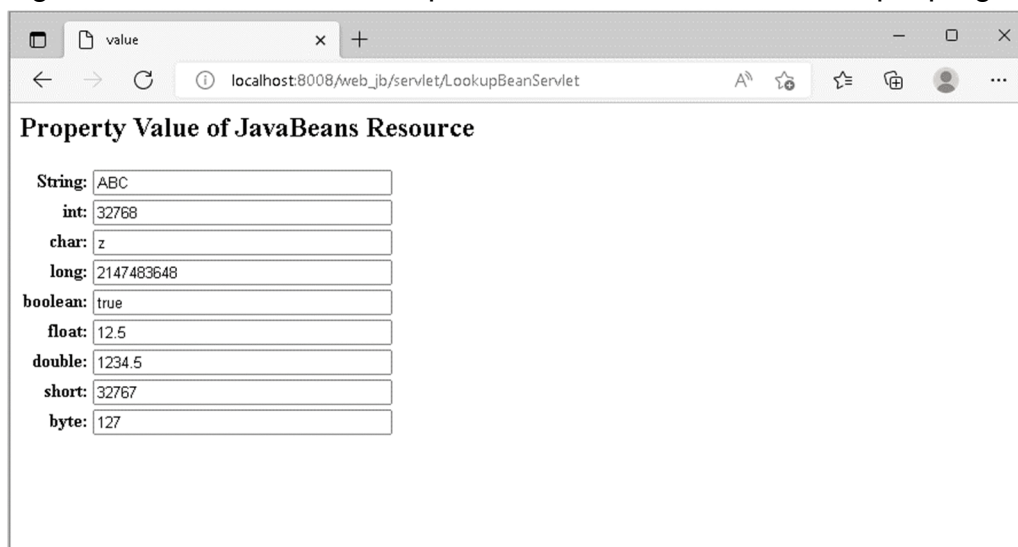 value
localhost:8008/web_jb/servlet/LookupBeanServlet
Property Value of JavaBeans Resource
String: ABC
int: 32768
char: z
long: 2147483648
boolean: true
float: 12.5
double: 1234.5
short: 32767
byte: 127